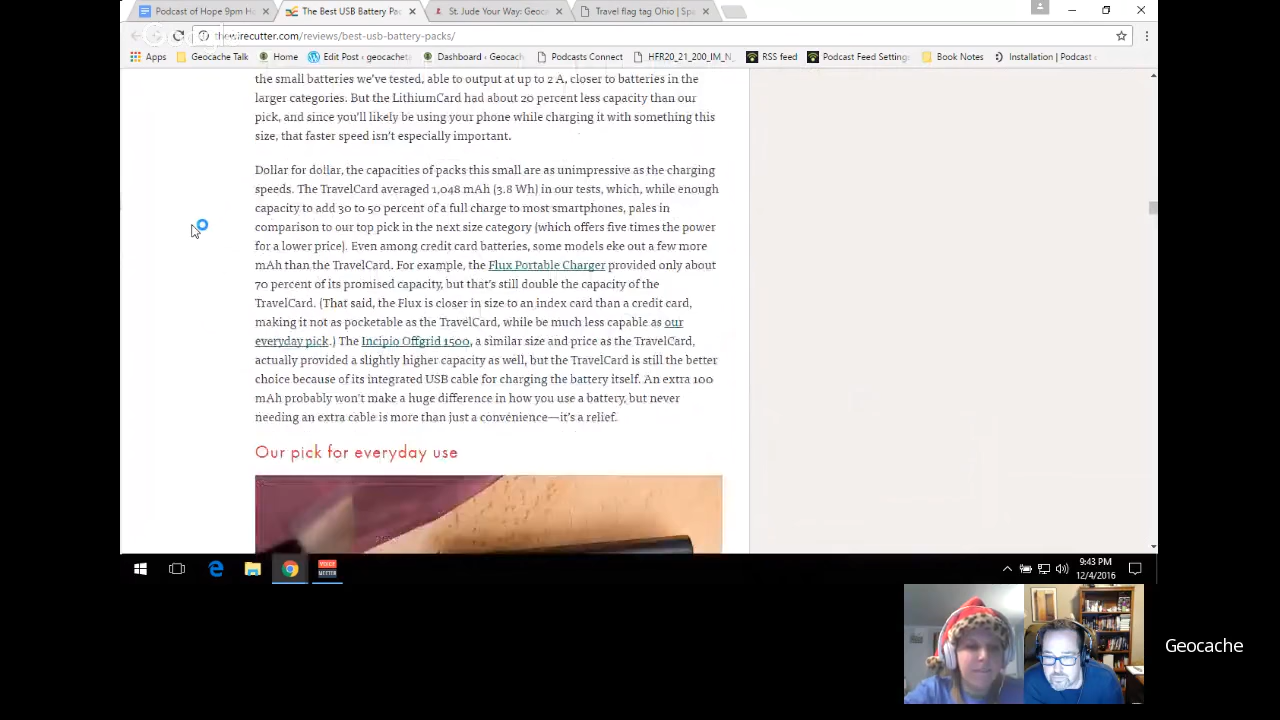 Podcast of Hope 9pm H
The Best USB Battery Pac
St. Jude Your Way: Geoc
Travel flag tag Ohio | Spa
thewirecutter.com/reviews/best-usb-battery-packs/
Apps Geocache Talk Home Edit Post ‹ geocachet Dashboard ‹ Geocach Podcasts Connect HFR20_21_200_IM_N RSS feed Podcast Feed Setting Book Notes Installation | Podcast
the small batteries we've tested, able to output at up to 2 A, closer to batteries in the
larger categories. But the LithiumCard had about 20 percent less capacity than our
pick, and since you'll likely be using your phone while charging it with something this
size, that faster speed isn't especially important.
Dollar for dollar, the capacities of packs this small are as unimpressive as the charging
speeds. The TravelCard averaged 1,048 mAh (3.8 Wh) in our tests, which, while enough
capacity to add 30 to 50 percent of a full charge to most smartphones, pales in
comparison to our top pick in the next size category (which offers five times the power
for a lower price). Even among credit card batteries, some models eke out a few more
mAh than the TravelCard. For example, the Flux Portable Charger provided only about
70 percent of its promised capacity, but that's still double the capacity of the
TravelCard. (That said, the Flux is closer in size to an index card than a credit card,
making it not as pocketable as the TravelCard, while be much less capable as our
everyday pick.) The Incipio Offgrid 1500, a similar size and price as the TravelCard,
actually provided a slightly higher capacity as well, but the TravelCard is still the better
choice because of its integrated USB cable for charging the battery itself. An extra 100
mAh probably won't make a huge difference in how you use a battery, but never
needing an extra cable is more than just a convenience—it's a relief.
Our pick for everyday use
VOICE
MEETER
9:43 PM
12/4/2016
Geocache